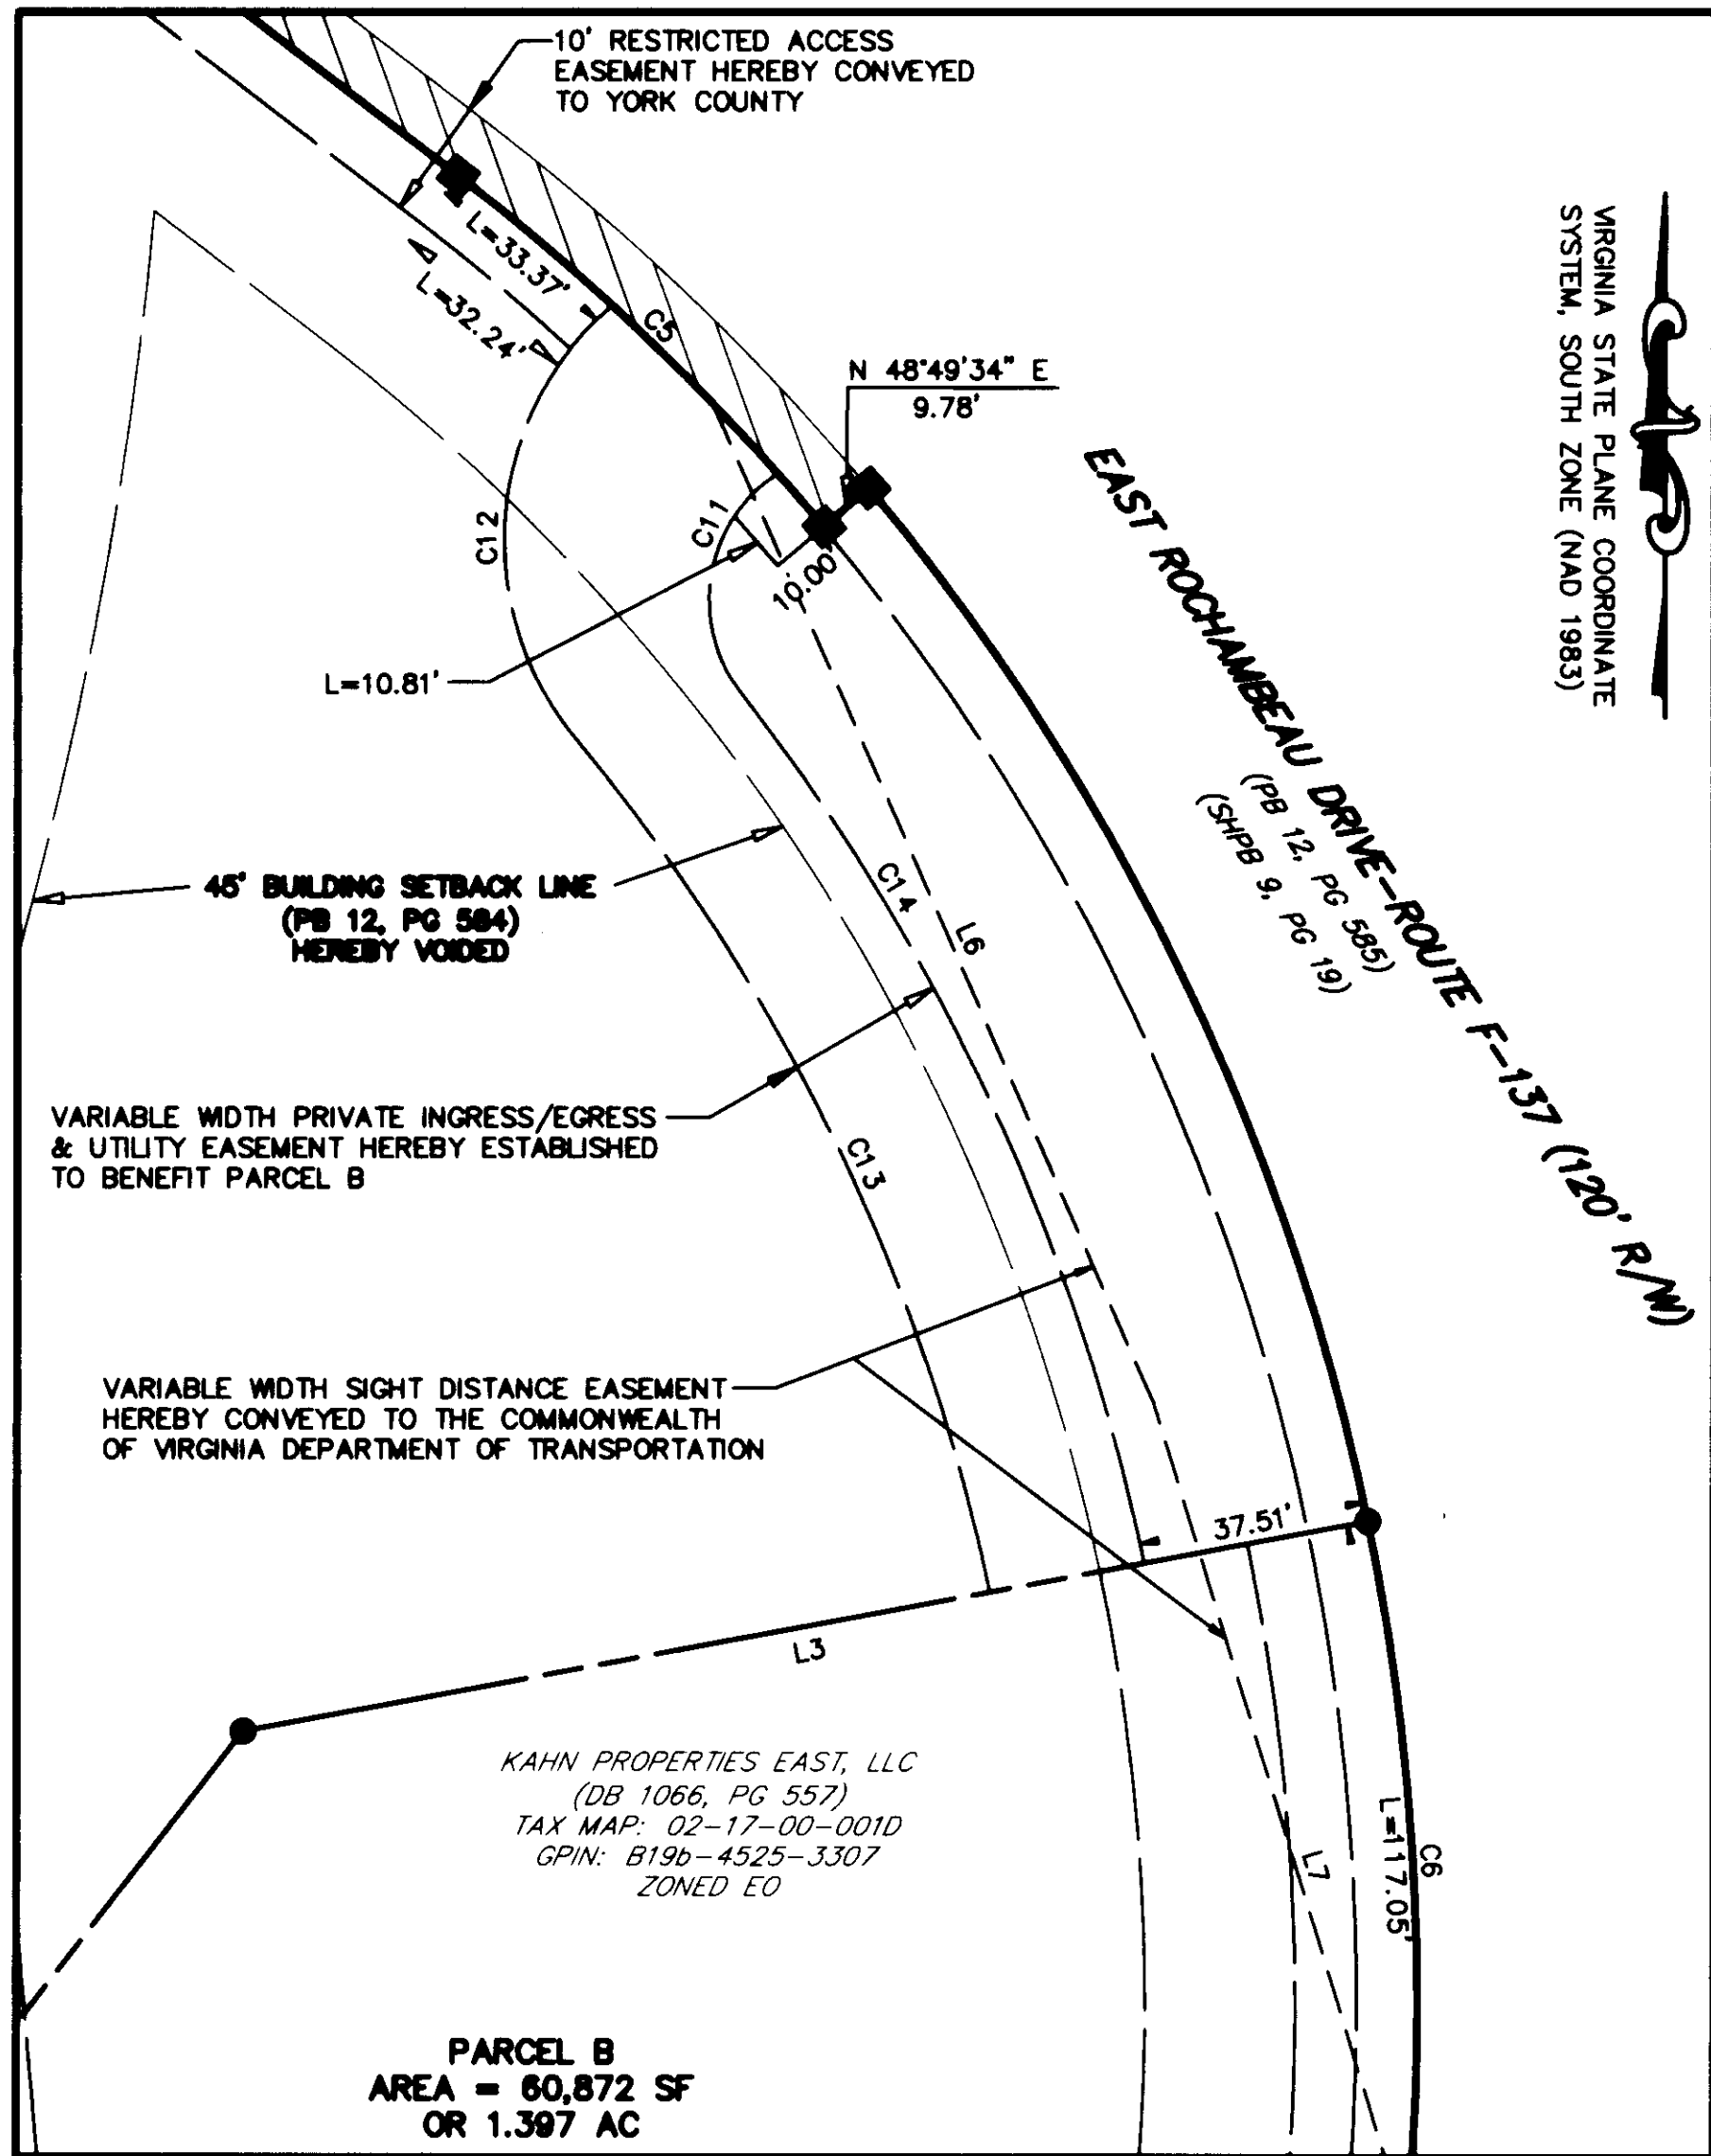 10' RESTRICTED ACCESS
EASEMENT HEREBY CONVEYED
TO YORK COUNTY
VIRGINIA STATE PLANE COORDINATE
SYSTEM, SOUTH ZONE (NAD 1983)
L=33.37'
L=32.24'
C5
N 48°49'34" E
9.78'
C12
C11
10.00'
L=10.81'
EAST ROCHAMBEAU DRIVE-ROUTE F-137 (120' R/W)
(PB 12, PG 585)
(SHPB 9, PG 19)
45' BUILDING SETBACK LINE
(PB 12, PG 584)
HEREBY VOIDED
C14
L6
VARIABLE WIDTH PRIVATE INGRESS/EGRESS
& UTILITY EASEMENT HEREBY ESTABLISHED
TO BENEFIT PARCEL B
C13
VARIABLE WIDTH SIGHT DISTANCE EASEMENT
HEREBY CONVEYED TO THE COMMONWEALTH
OF VIRGINIA DEPARTMENT OF TRANSPORTATION
37.51'
L3
KAHN PROPERTIES EAST, LLC
(DB 1066, PG 557)
TAX MAP: 02-17-00-001D
GPIN: B19b-4525-3307
ZONED EO
L7
C6
L=117.05'
PARCEL B
AREA = 60,872 SF
OR 1.397 AC